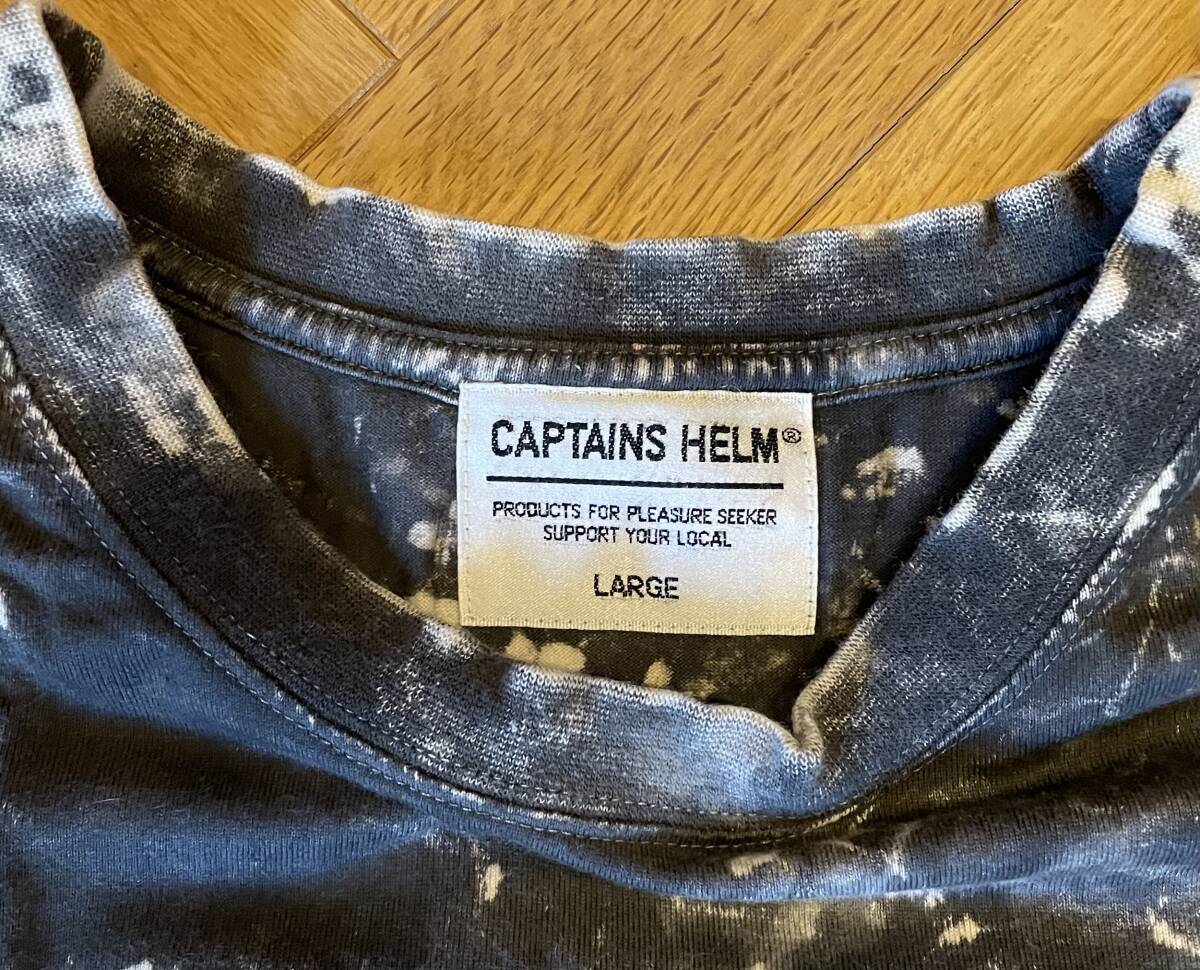 CAPTAINS HELM®
PRODUCTS FOR PLEASURE SEEKER
SUPPORT YOUR LOCAL
LARGE